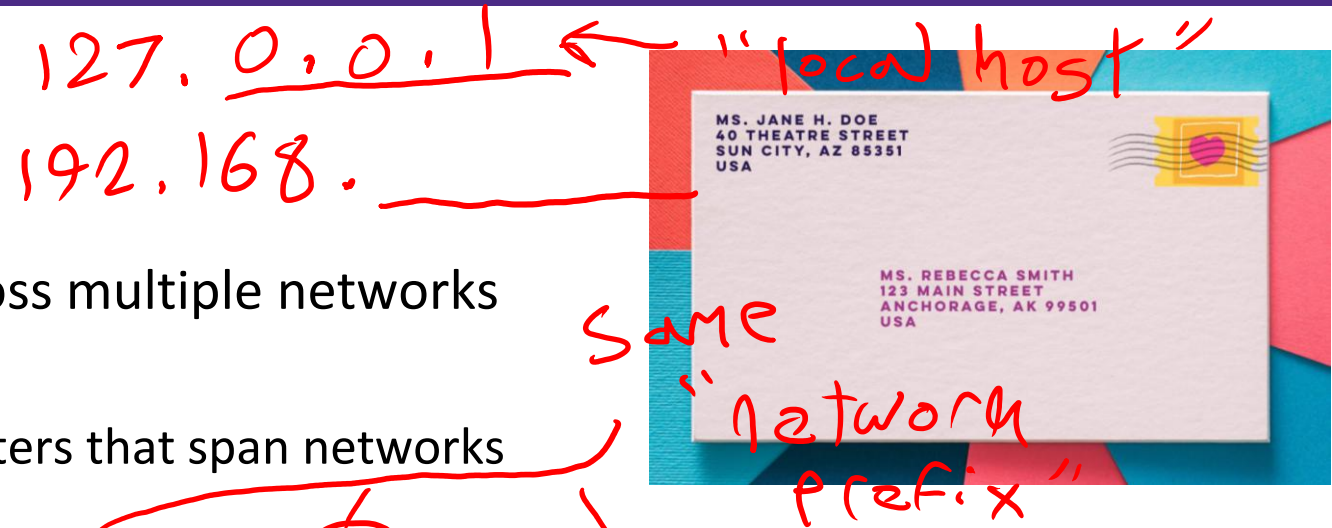 127.0.0.1 ← "local host"
192.168.
MS. JANE H. DOE
40 THEATRE STREET
SUN CITY, AZ 85351
USA
MS. REBECCA SMITH
123 MAIN STREET
ANCHORAGE, AK 99501
USA
oss multiple networks
same
"network
prefix"
ters that span networks